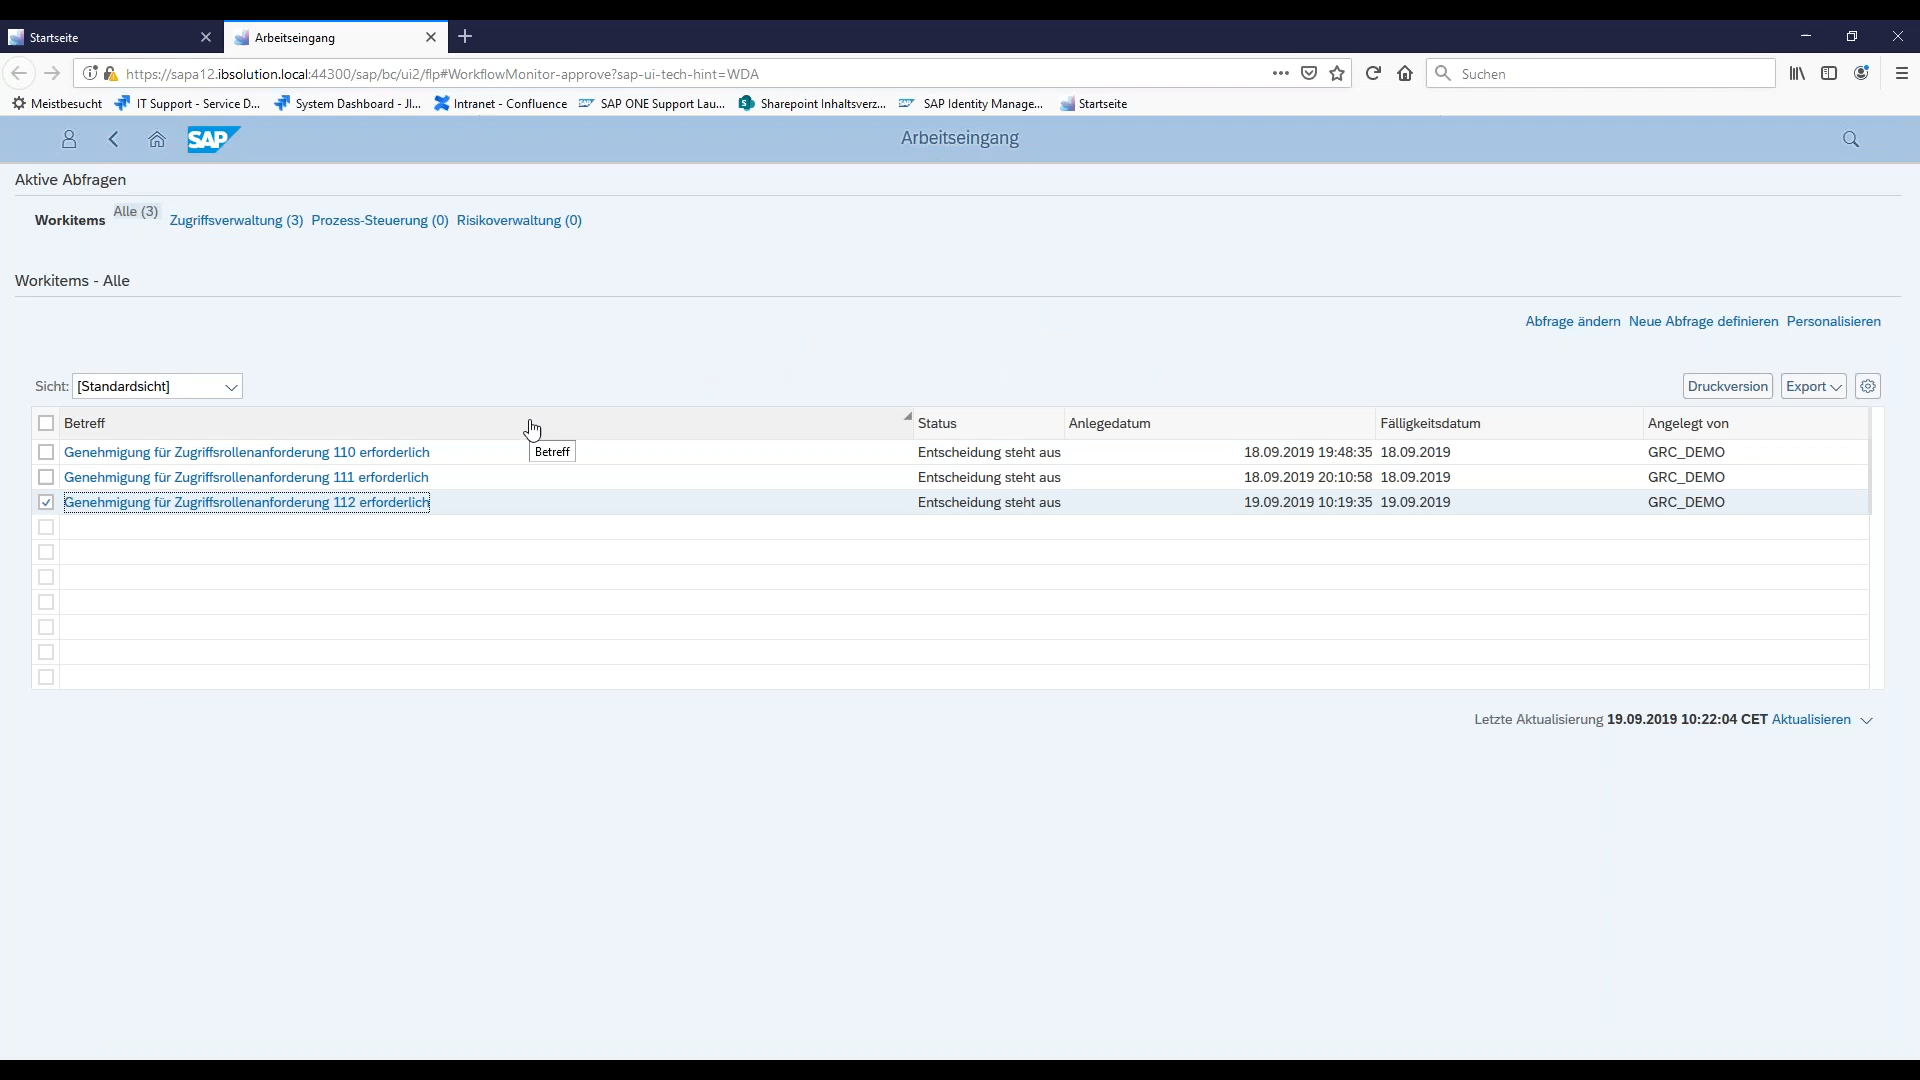 Startseite
Arbeitseingang
https://sapa12.ibsolution.local:44300/sap/bc/ui2/flp#WorkflowMonitor-approve?sap-ui-tech-hint=WDA
Suchen
Meistbesucht IT Support - Service D... System Dashboard - JI... Intranet - Confluence SAP ONE Support Lau... Sharepoint Inhaltsverz... SAP Identity Manage... Startseite
SAP Arbeitseingang
Aktive Abfragen
Workitems Alle (3) Zugriffsverwaltung (3) Prozess-Steuerung (0) Risikoverwaltung (0)
Workitems - Alle
Abfrage ändern Neue Abfrage definieren Personalisieren
Sicht: [Standardsicht] Druckversion Export
Betreff Status Anlegedatum Fälligkeitsdatum Angelegt von
Genehmigung für Zugriffsrollenanforderung 110 erforderlich Entscheidung steht aus 18.09.2019 19:48:35 18.09.2019 GRC_DEMO
Betreff
Genehmigung für Zugriffsrollenanforderung 111 erforderlich Entscheidung steht aus 18.09.2019 20:10:58 18.09.2019 GRC_DEMO
Genehmigung für Zugriffsrollenanforderung 112 erforderlich Entscheidung steht aus 19.09.2019 10:19:35 19.09.2019 GRC_DEMO
Letzte Aktualisierung 19.09.2019 10:22:04 CET Aktualisieren